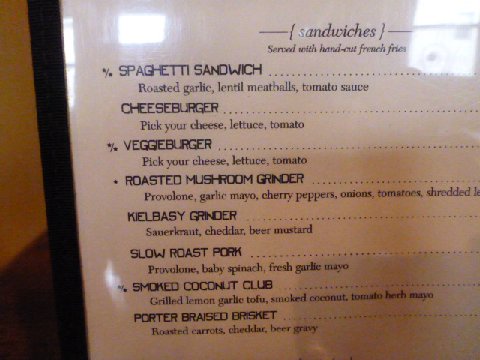 { sandwiches }
Served with hand-cut french fries
% SPAGHETTI SANDWICH
Roasted garlic, lentil meatballs, tomato sauce
CHEESEBURGER
Pick your cheese, lettuce, tomato
% VEGGIEBURGER
Pick your cheese, lettuce, tomato
* ROASTED MUSHROOM GRINDER
Provolone, garlic mayo, cherry peppers, onions, tomatoes, shredded le
KIELBASY GRINDER
Sauerkraut, cheddar, beer mustard
SLOW ROAST PORK
Provolone, baby spinach, fresh garlic mayo
% SMOKED COCONUT CLUB
Grilled lemon garlic tofu, smoked coconut, tomato herb mayo
PORTER BRAISED BRISKET
Roasted carrots, cheddar, beer gravy